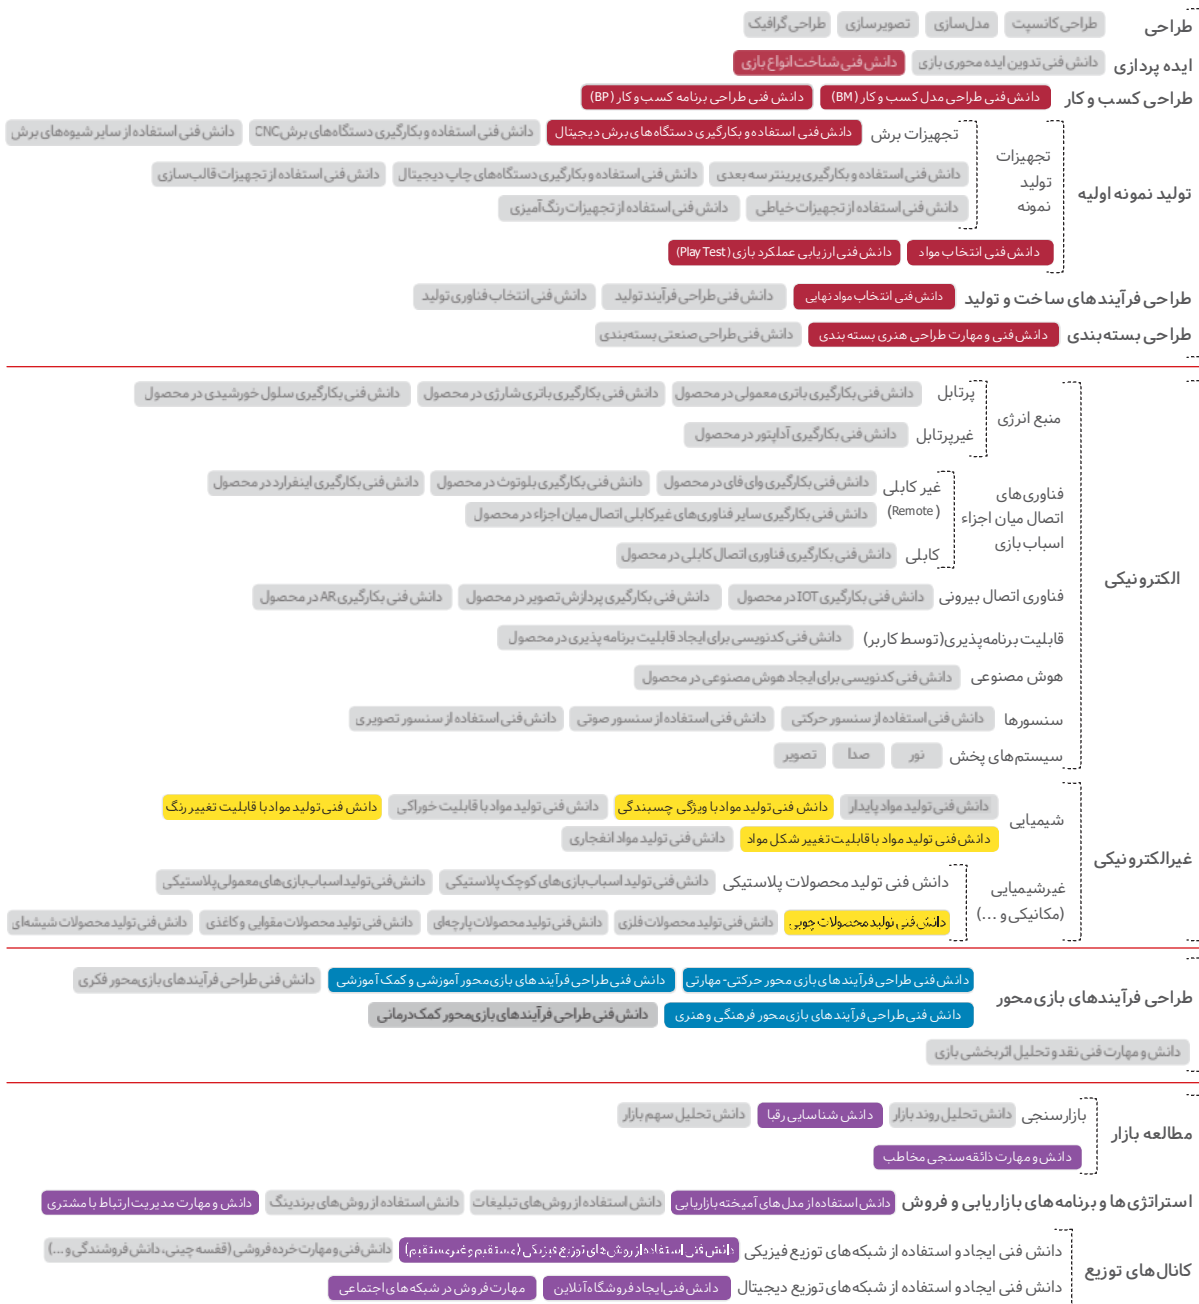 طراحی طراحی کانسپت مدل‌سازی تصویرسازی طراحی گرافیک
ایده پردازی دانش فنی تدوین ایده محوری بازی دانش فنی شناخت انواع بازی
طراحی کسب و کار دانش فنی طراحی مدل کسب و کار (BM) دانش فنی طراحی برنامه کسب و کار (BP)
تولید نمونه اولیه
تجهیزات تولید نمونه
تجهیزات برش دانش فنی استفاده و بکارگیری دستگاه‌های برش دیجیتال دانش فنی استفاده و بکارگیری دستگاه‌های برش CNC دانش فنی استفاده از سایر شیوه‌های برش
دانش فنی استفاده و بکارگیری پرینتر سه بعدی دانش فنی استفاده و بکارگیری دستگاه‌های چاپ دیجیتال دانش فنی استفاده از تجهیزات قالب‌سازی
دانش فنی استفاده از تجهیزات خیاطی دانش فنی استفاده از تجهیزات رنگ‌آمیزی
دانش فنی انتخاب مواد دانش فنی ارزیابی عملکرد بازی (Play Test)
طراحی فرآیندهای ساخت و تولید دانش فنی انتخاب مواد نهایی دانش فنی طراحی فرآیند تولید دانش فنی انتخاب فناوری تولید
طراحی بسته‌بندی دانش فنی و مهارت طراحی هنری بسته بندی دانش فنی طراحی صنعتی بسته‌بندی
الکترونیکی
منبع انرژی
پرتابل دانش فنی بکارگیری باتری معمولی در محصول دانش فنی بکارگیری باتری شارژی در محصول دانش فنی بکارگیری سلول خورشیدی در محصول
غیرپرتابل دانش فنی بکارگیری آداپتور در محصول
فناوری‌های اتصال میان اجزاء اسباب‌بازی
غیر کابلی (Remote) دانش فنی بکارگیری وای فای در محصول دانش فنی بکارگیری بلوتوث در محصول دانش فنی بکارگیری اینفرارد در محصول
دانش فنی بکارگیری سایر فناوری‌های غیرکابلی اتصال میان اجزاء در محصول
کابلی دانش فنی بکارگیری فناوری اتصال کابلی در محصول
فناوری اتصال بیرونی دانش فنی بکارگیری IOT در محصول دانش فنی بکارگیری پردازش تصویر در محصول دانش فنی بکارگیری AR در محصول
قابلیت برنامه‌پذیری(توسط کاربر) دانش فنی کدنویسی برای ایجاد قابلیت برنامه پذیری در محصول
هوش مصنوعی دانش فنی کدنویسی برای ایجاد هوش مصنوعی در محصول
سنسورها دانش فنی استفاده از سنسور حرکتی دانش فنی استفاده از سنسور صوتی دانش فنی استفاده از سنسور تصویری
سیستم‌های پخش نور صدا تصویر
غیرالکترونیکی
شیمیایی دانش فنی تولید مواد پایدار دانش فنی تولید مواد با ویژگی چسبندگی دانش فنی تولید مواد با قابلیت خوراکی دانش فنی تولید مواد با قابلیت تغییر رنگ
دانش فنی تولید مواد با قابلیت تغییر شکل مواد دانش فنی تولید مواد انفجاری
غیرشیمیایی (مکانیکی و ...)
دانش فنی تولید محصولات پلاستیکی دانش فنی تولید اسباب‌بازی‌های کوچک پلاستیکی دانش فنی تولید اسباب‌بازی‌های معمولی پلاستیکی
دانش فنی تولید محصولات چوبی دانش فنی تولید محصولات فلزی دانش فنی تولید محصولات پارچه‌ای دانش فنی تولید محصولات مقوایی و کاغذی دانش فنی تولید محصولات شیشه‌ای
طراحی فرآیندهای بازی‌محور
دانش فنی طراحی فرآیندهای بازی محور حرکتی- مهارتی دانش فنی طراحی فرآیندهای بازی‌محور آموزشی و کمک آموزشی دانش فنی طراحی فرآیندهای بازی‌محور فکری
دانش فنی طراحی فرآیندهای بازی‌محور فرهنگی و هنری دانش فنی طراحی فرآیندهای بازی‌محور کمک‌درمانی
دانش و مهارت فنی نقد و تحلیل اثربخشی بازی
مطالعه بازار
بازارسنجی دانش تحلیل روند بازار دانش شناسایی رقبا دانش تحلیل سهم بازار
دانش و مهارت ذائقه‌سنجی مخاطب
استراتژی‌ها و برنامه‌های بازاریابی و فروش دانش استفاده از مدل‌های آمیخته بازاریابی دانش استفاده از روش‌های تبلیغات دانش استفاده از روش‌های برندینگ دانش و مهارت مدیریت ارتباط با مشتری
کانال‌های توزیع
دانش فنی ایجاد و استفاده از شبکه‌های توزیع فیزیکی دانش فنی استفاده از روش‌های توزیع فیزیکی (مستقیم و غیرمستقیم) دانش فنی و مهارت خرده‌فروشی (قفسه چینی، دانش فروشندگی و ...)
دانش فنی ایجاد و استفاده از شبکه‌های توزیع دیجیتال دانش فنی ایجاد فروشگاه آنلاین مهارت فروش در شبکه‌های اجتماعی